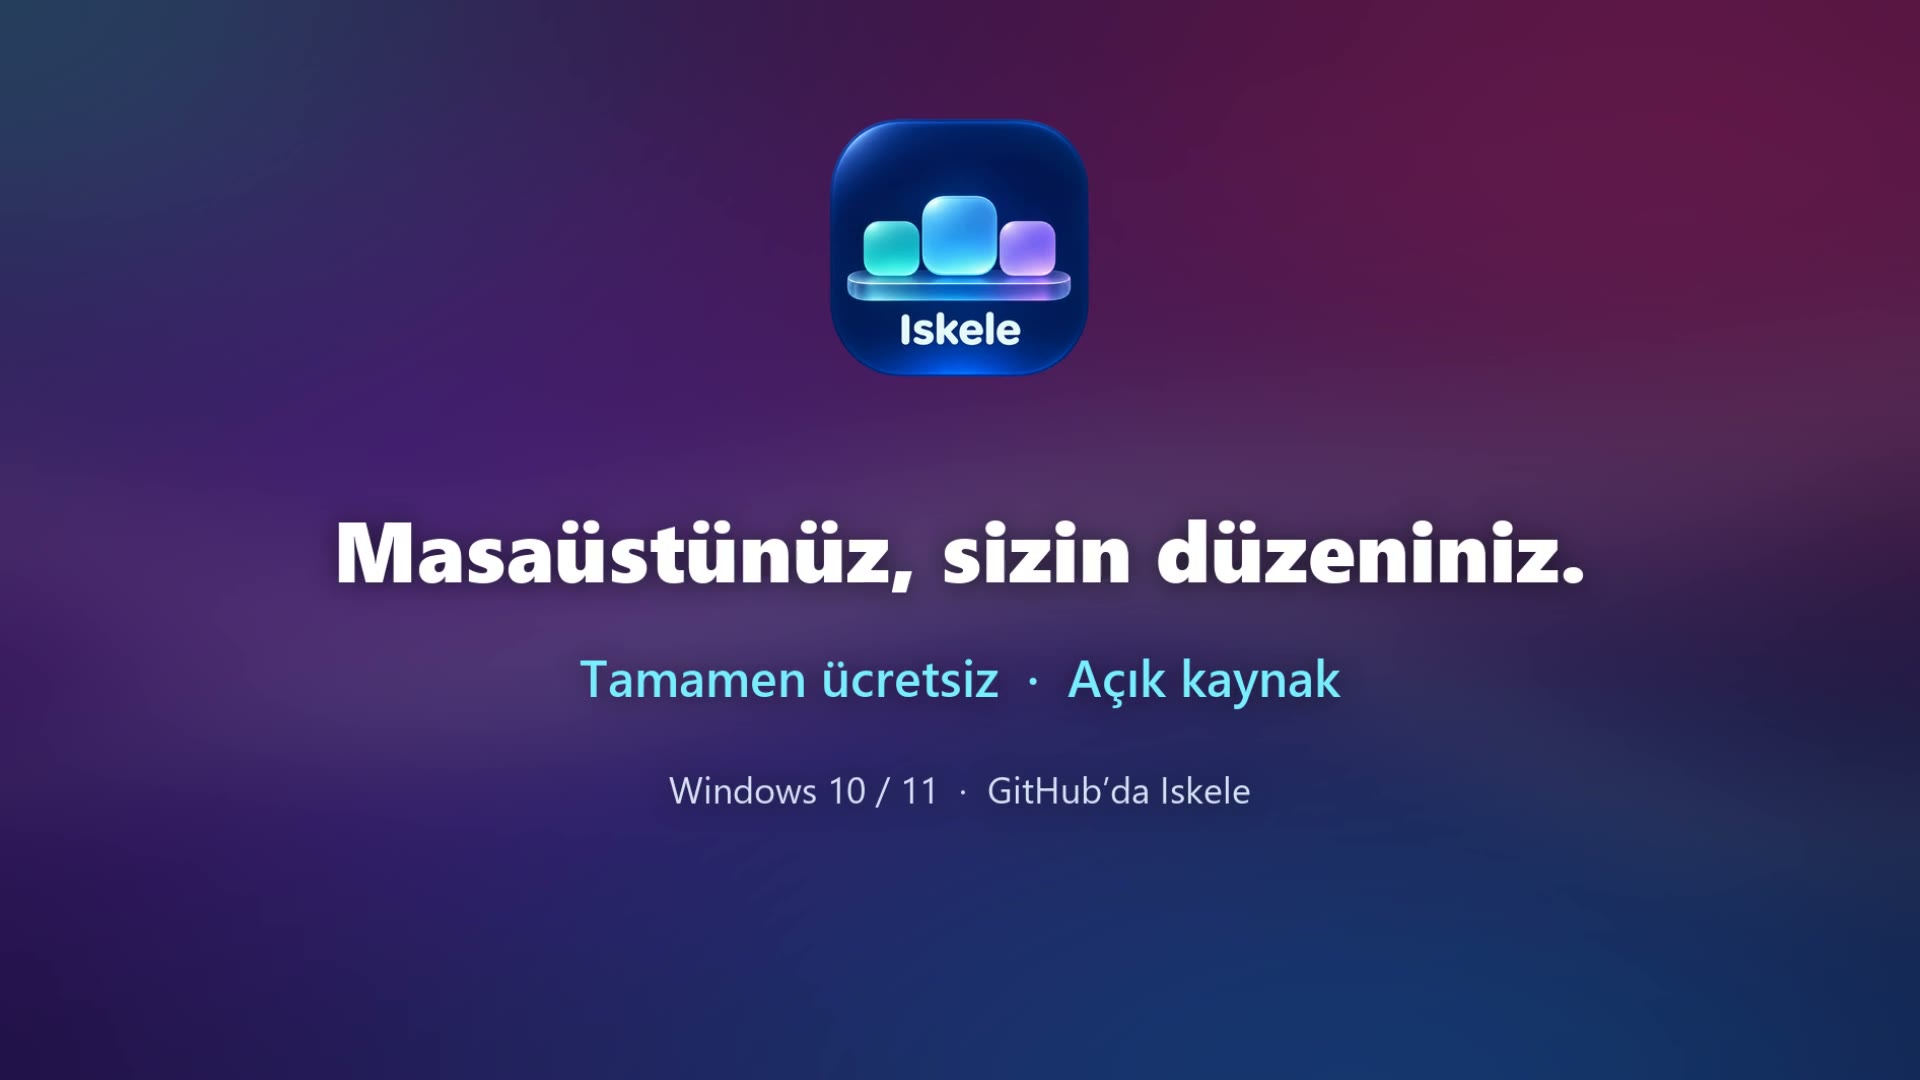 Iskele
Masaüstünüz, sizin düzeniniz.
Tamamen ücretsiz · Açık kaynak
Windows 10 / 11 · GitHub’da Iskele